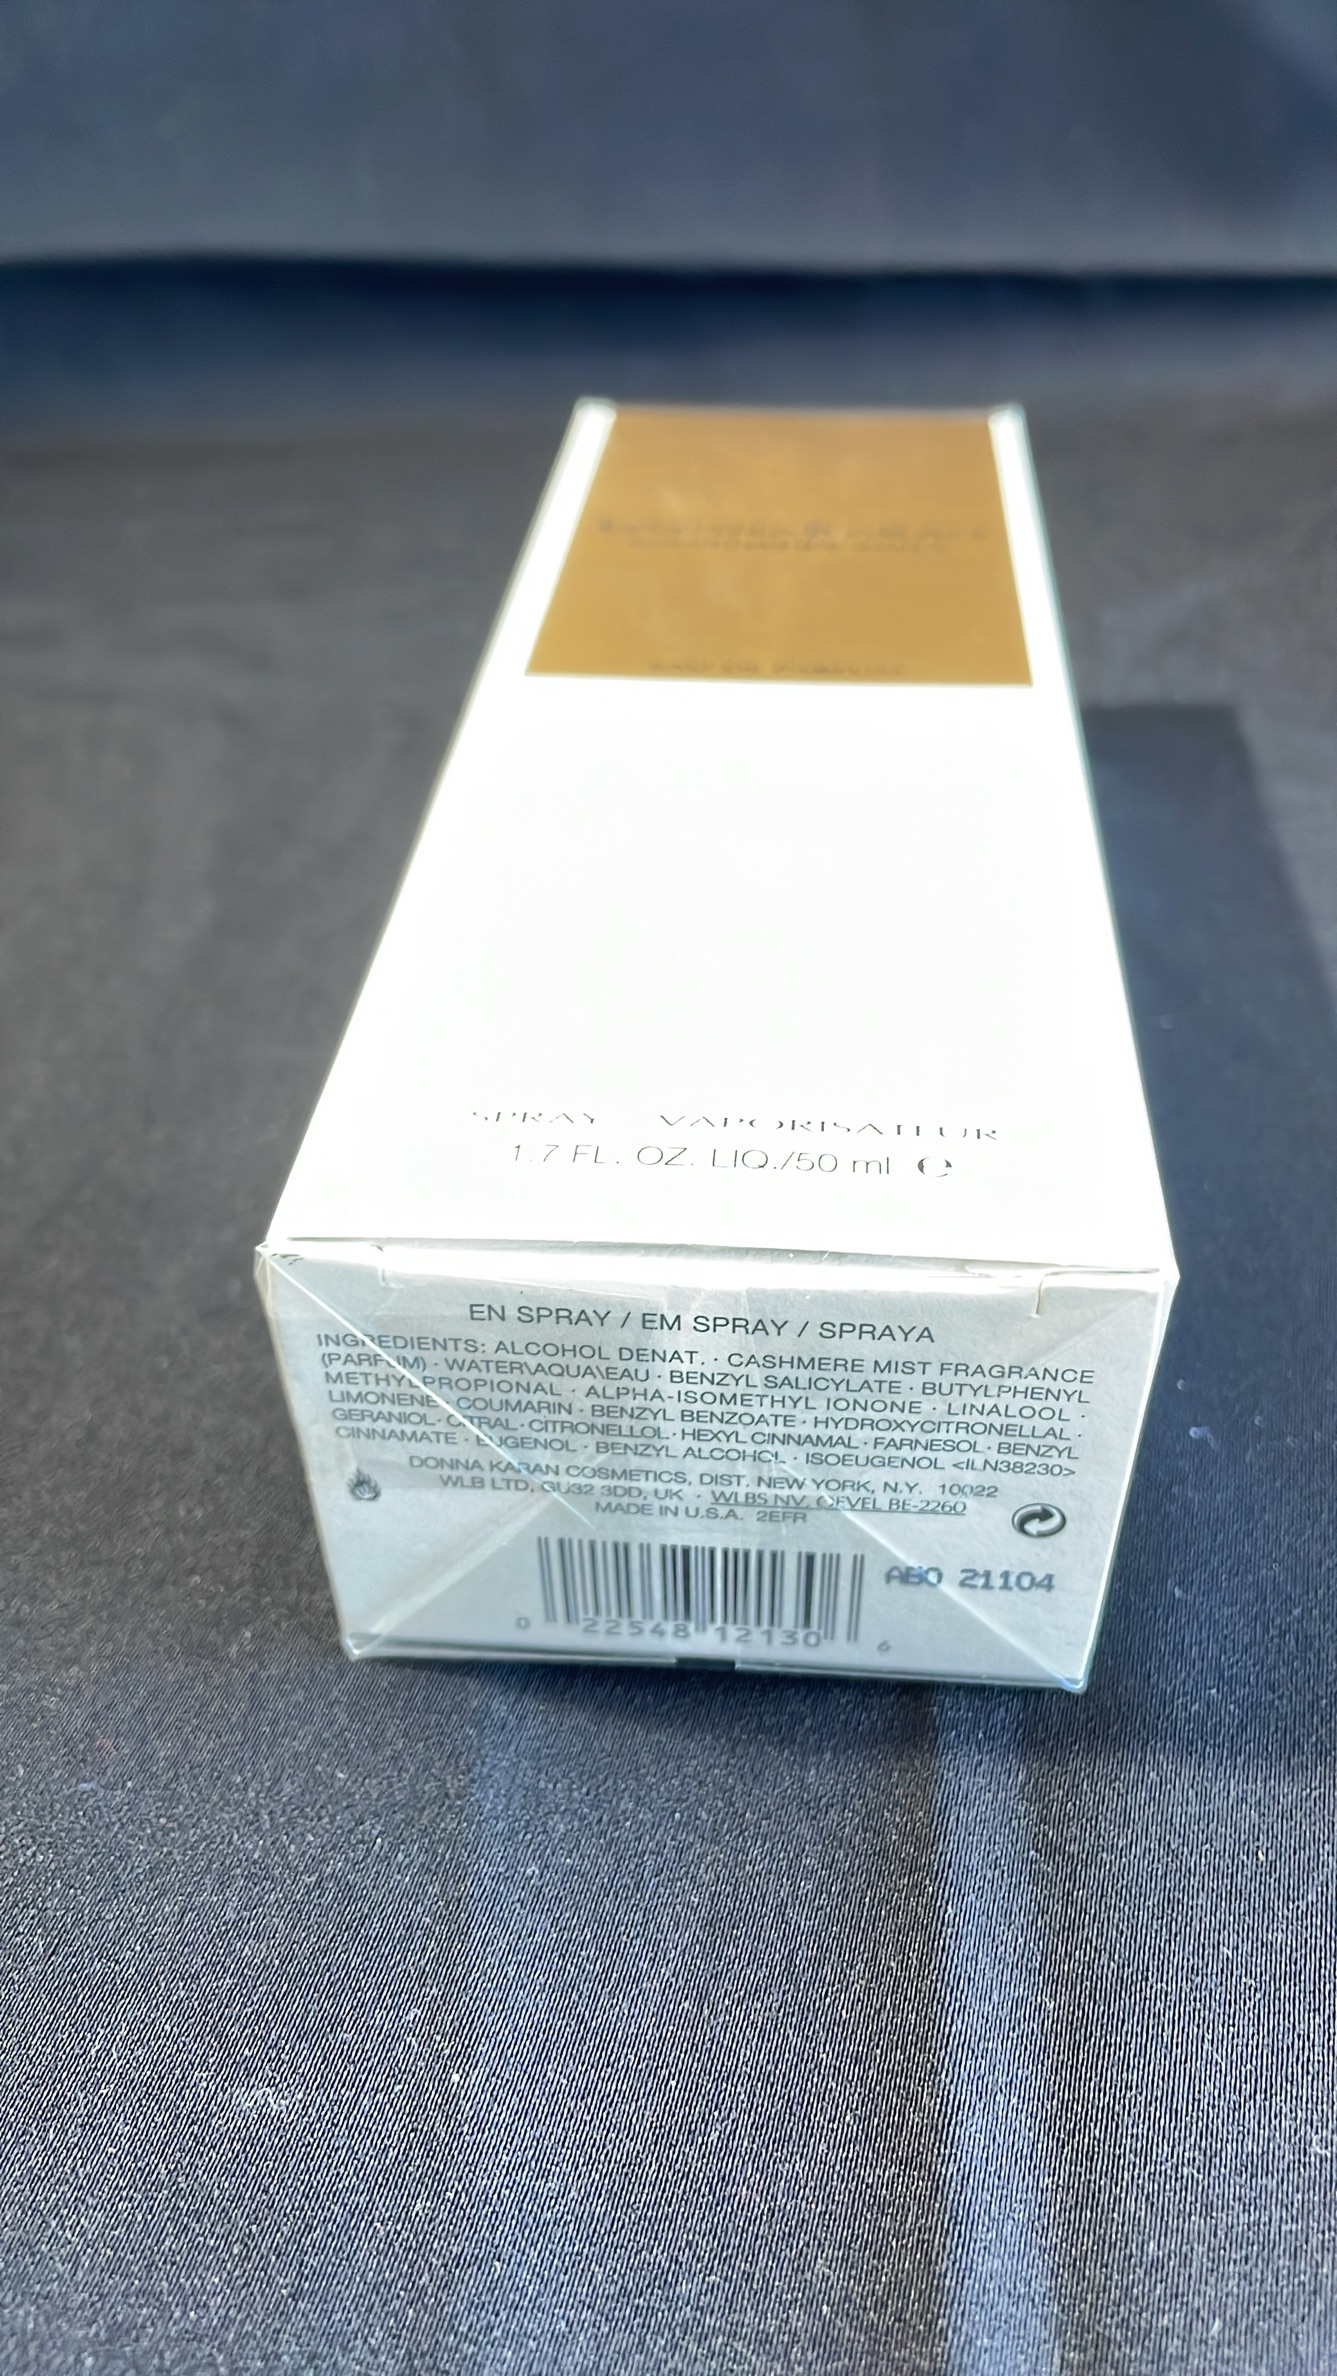 SPRAY VAPORISATEUR
1.7 FL. OZ. LIQ./50 ml ℮
EN SPRAY / EM SPRAY / SPRAYA
INGREDIENTS: ALCOHOL DENAT. · CASHMERE MIST FRAGRANCE
(PARFUM) · WATER\AQUA\EAU · BENZYL SALICYLATE · BUTYLPHENYL
METHYLPROPIONAL · ALPHA-ISOMETHYL IONONE · LINALOOL ·
LIMONENE · COUMARIN · BENZYL BENZOATE · HYDROXYCITRONELLAL ·
GERANIOL · CITRAL · CITRONELLOL · HEXYL CINNAMAL · FARNESOL · BENZYL
CINNAMATE · EUGENOL · BENZYL ALCOHOL · ISOEUGENOL <ILN38230>
DONNA KARAN COSMETICS, DIST. NEW YORK, N.Y. 10022
WLB LTD, GU32 3DD, UK · WLBS NV, OEVEL BE-2260
MADE IN U.S.A. 2EFR
AB0 21104
0 22548 12130 6